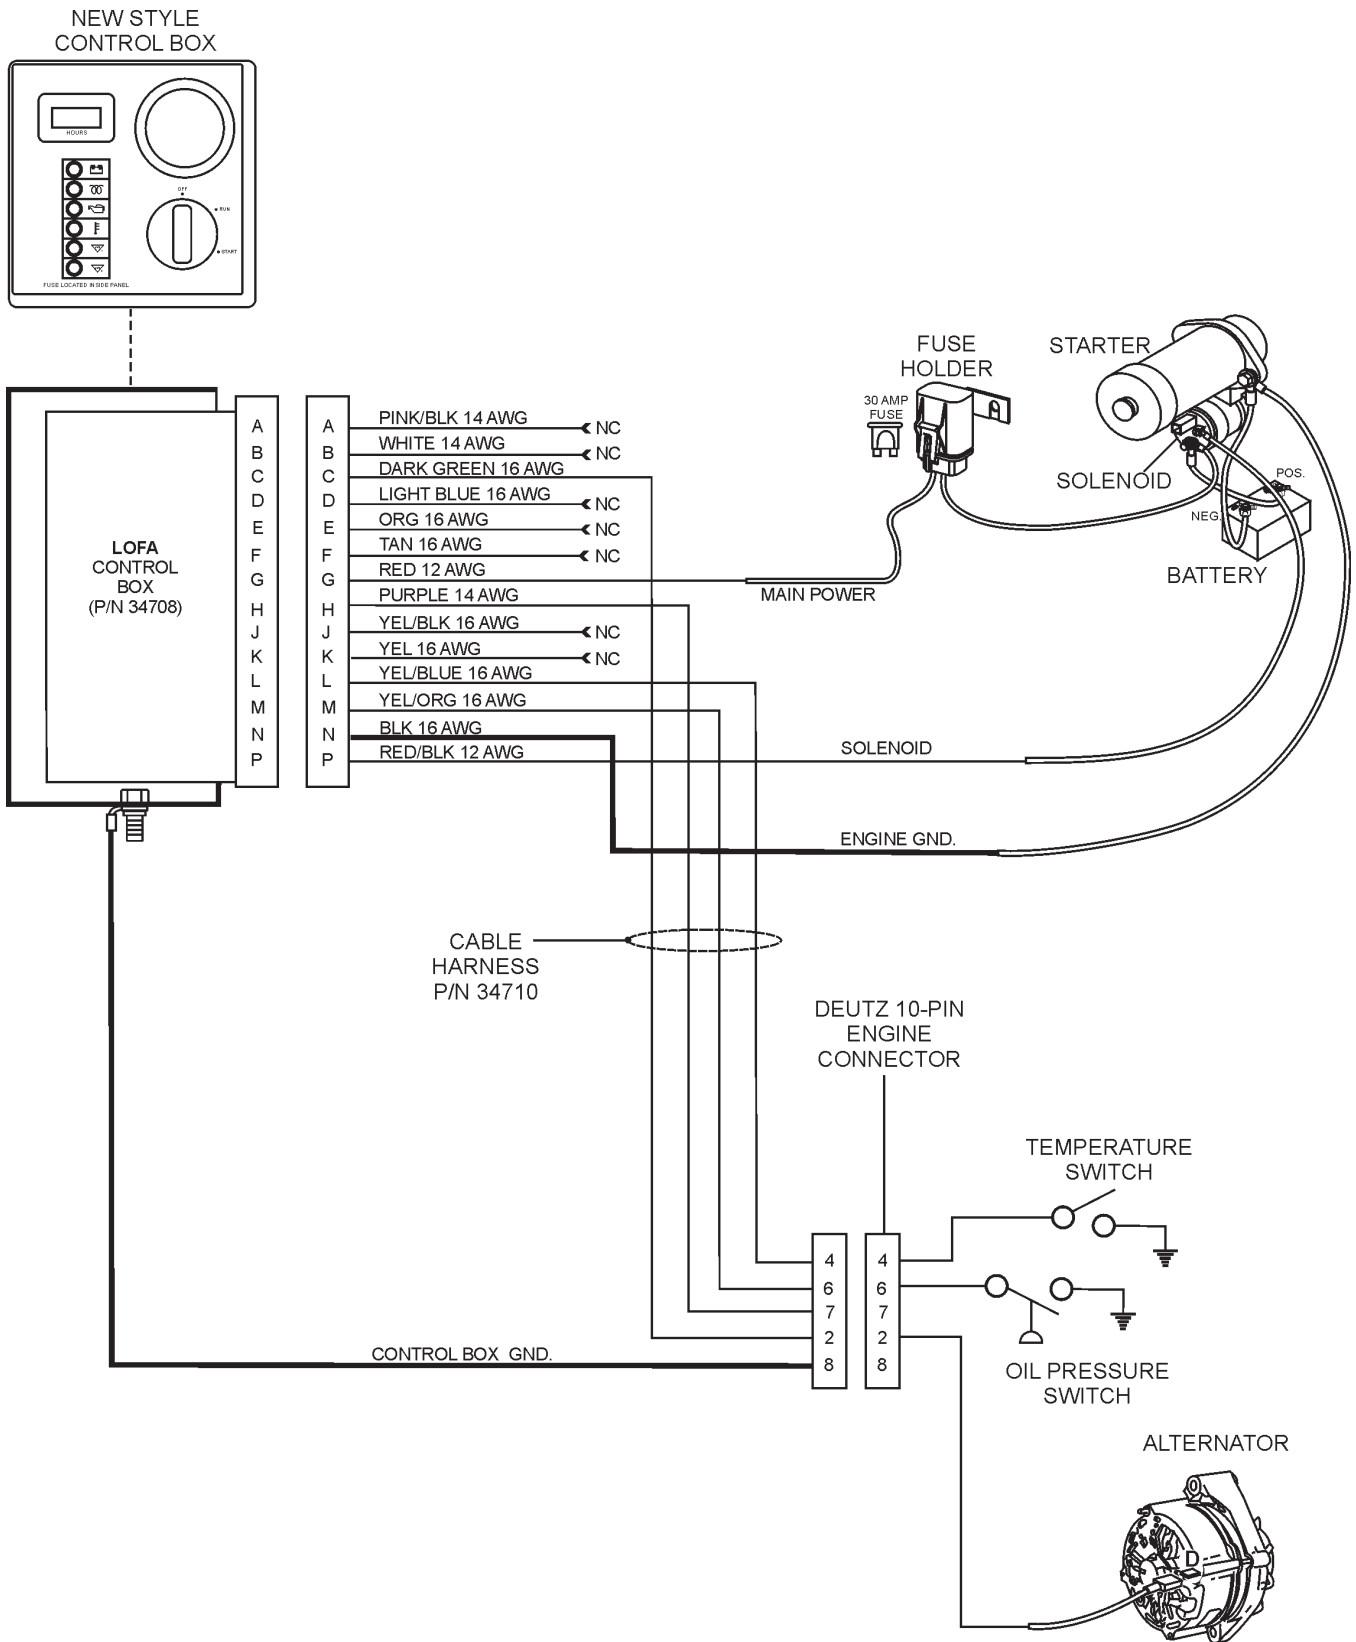 NEW STYLE
CONTROL BOX
HOURS
OFF
RUN
START
FUSE LOCATED INSIDE PANEL
FUSE
HOLDER
30 AMP
FUSE
STARTER
SOLENOID
POS.
NEG.
BATTERY
LOFA
CONTROL
BOX
(P/N 34708)
A A PINK/BLK 14 AWG NC
B B WHITE 14 AWG NC
C C DARK GREEN 16 AWG
D D LIGHT BLUE 16 AWG NC
E E ORG 16 AWG NC
F F TAN 16 AWG NC
G G RED 12 AWG MAIN POWER
H H PURPLE 14 AWG
J J YEL/BLK 16 AWG NC
K K YEL 16 AWG NC
L L YEL/BLUE 16 AWG
M M YEL/ORG 16 AWG
N N BLK 16 AWG
P P RED/BLK 12 AWG SOLENOID
ENGINE GND.
CABLE
HARNESS
P/N 34710
DEUTZ 10-PIN
ENGINE
CONNECTOR
TEMPERATURE
SWITCH
4 4
6 6
7 7
2 2
8 8
CONTROL BOX GND.
OIL PRESSURE
SWITCH
ALTERNATOR
D